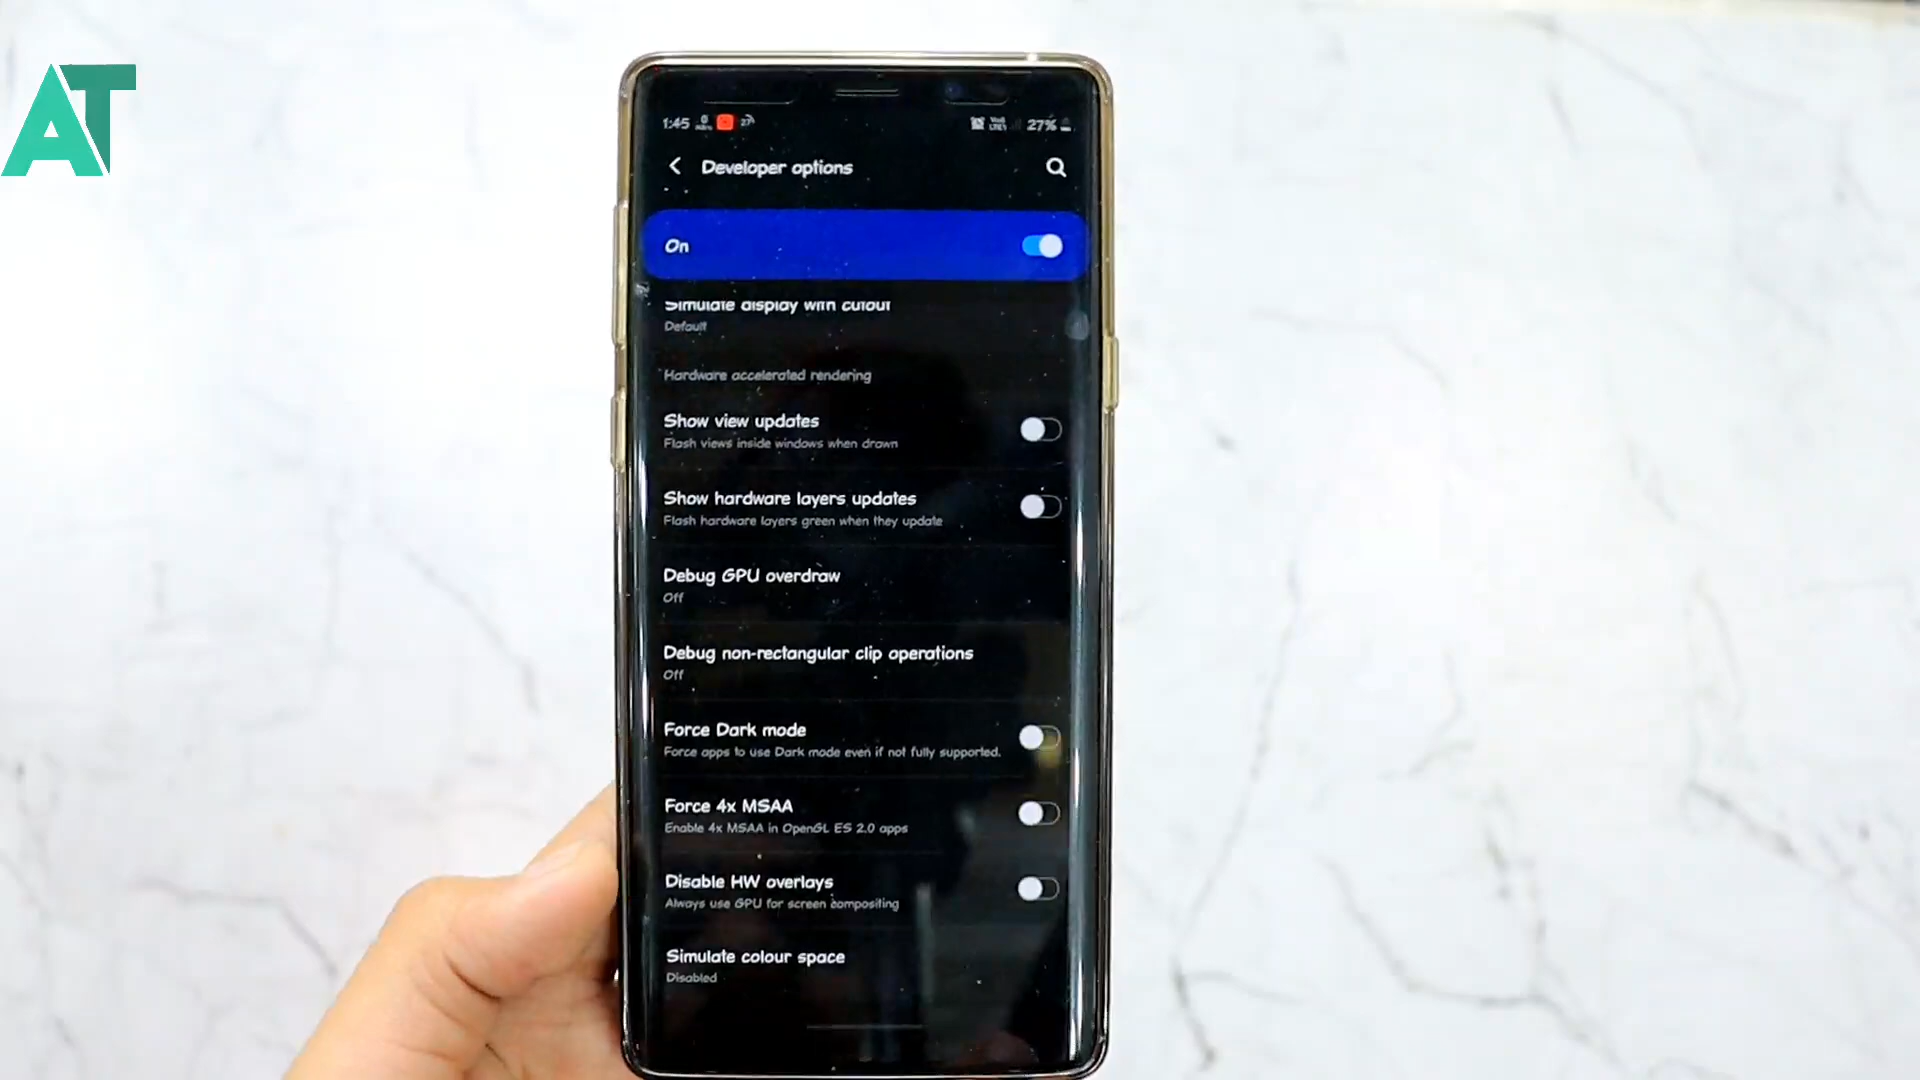 AT
1:45 27%
Developer options
On
Simulate display with cutout
Default
Hardware accelerated rendering
Show view updates
Flash views inside windows when drawn
Show hardware layers updates
Flash hardware layers green when they update
Debug GPU overdraw
Off
Debug non-rectangular clip operations
Off
Force Dark mode
Force apps to use Dark mode even if not fully supported.
Force 4x MSAA
Enable 4x MSAA in OpenGL ES 2.0 apps
Disable HW overlays
Always use GPU for screen compositing
Simulate colour space
Disabled